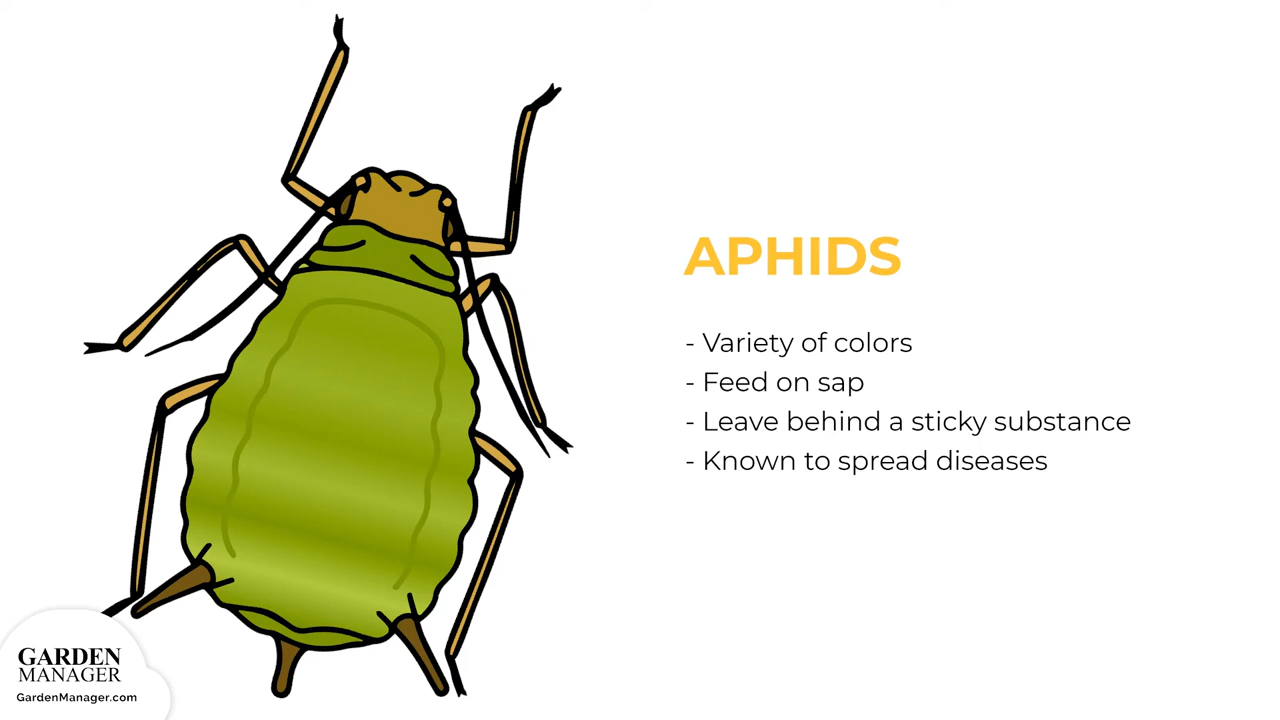 APHIDS
- Variety of colors
- Feed on sap
- Leave behind a sticky substance
- Known to spread diseases
GARDEN
MANAGER
GardenManager.com